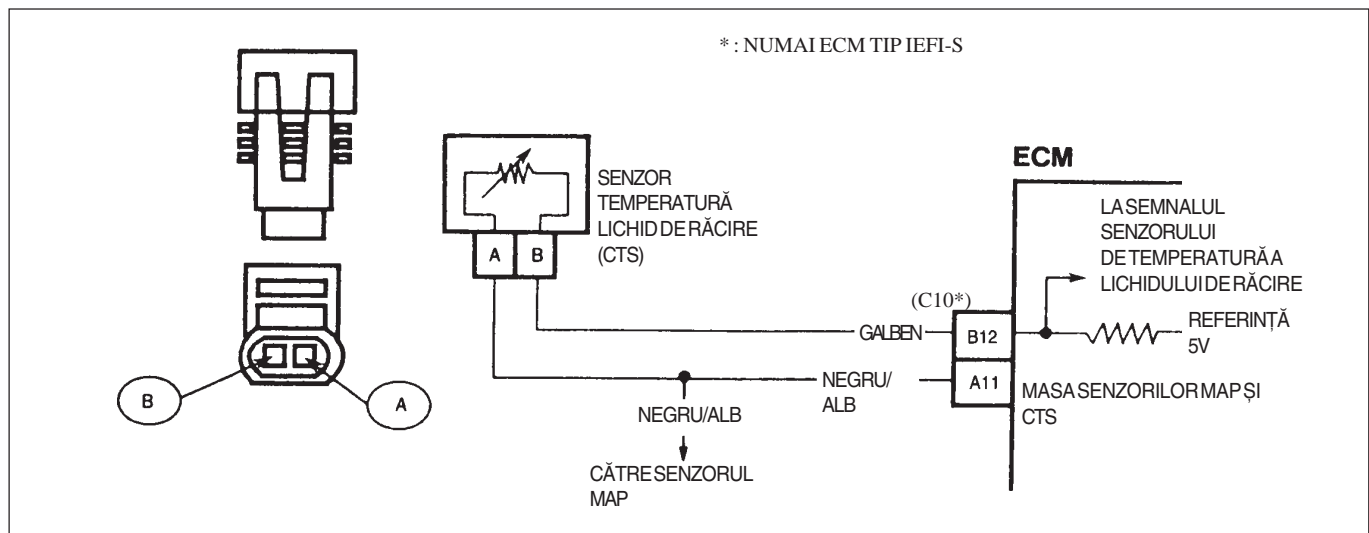 * : NUMAI ECM TIP IEFI-S
SENZOR
TEMPERATURĂ
LICHID DE RĂCIRE
(CTS)
A B
ECM
LA SEMNALUL
SENZORULUI
DE TEMPERATURĂ A
LICHIDULUI DE RĂCIRE
(C10*)
GALBEN
B12
REFERINȚĂ
5V
NEGRU/
ALB
A11
MASA SENZORILOR MAP ȘI
CTS
NEGRU/ALB
CĂTRE SENZORUL
MAP
B
A